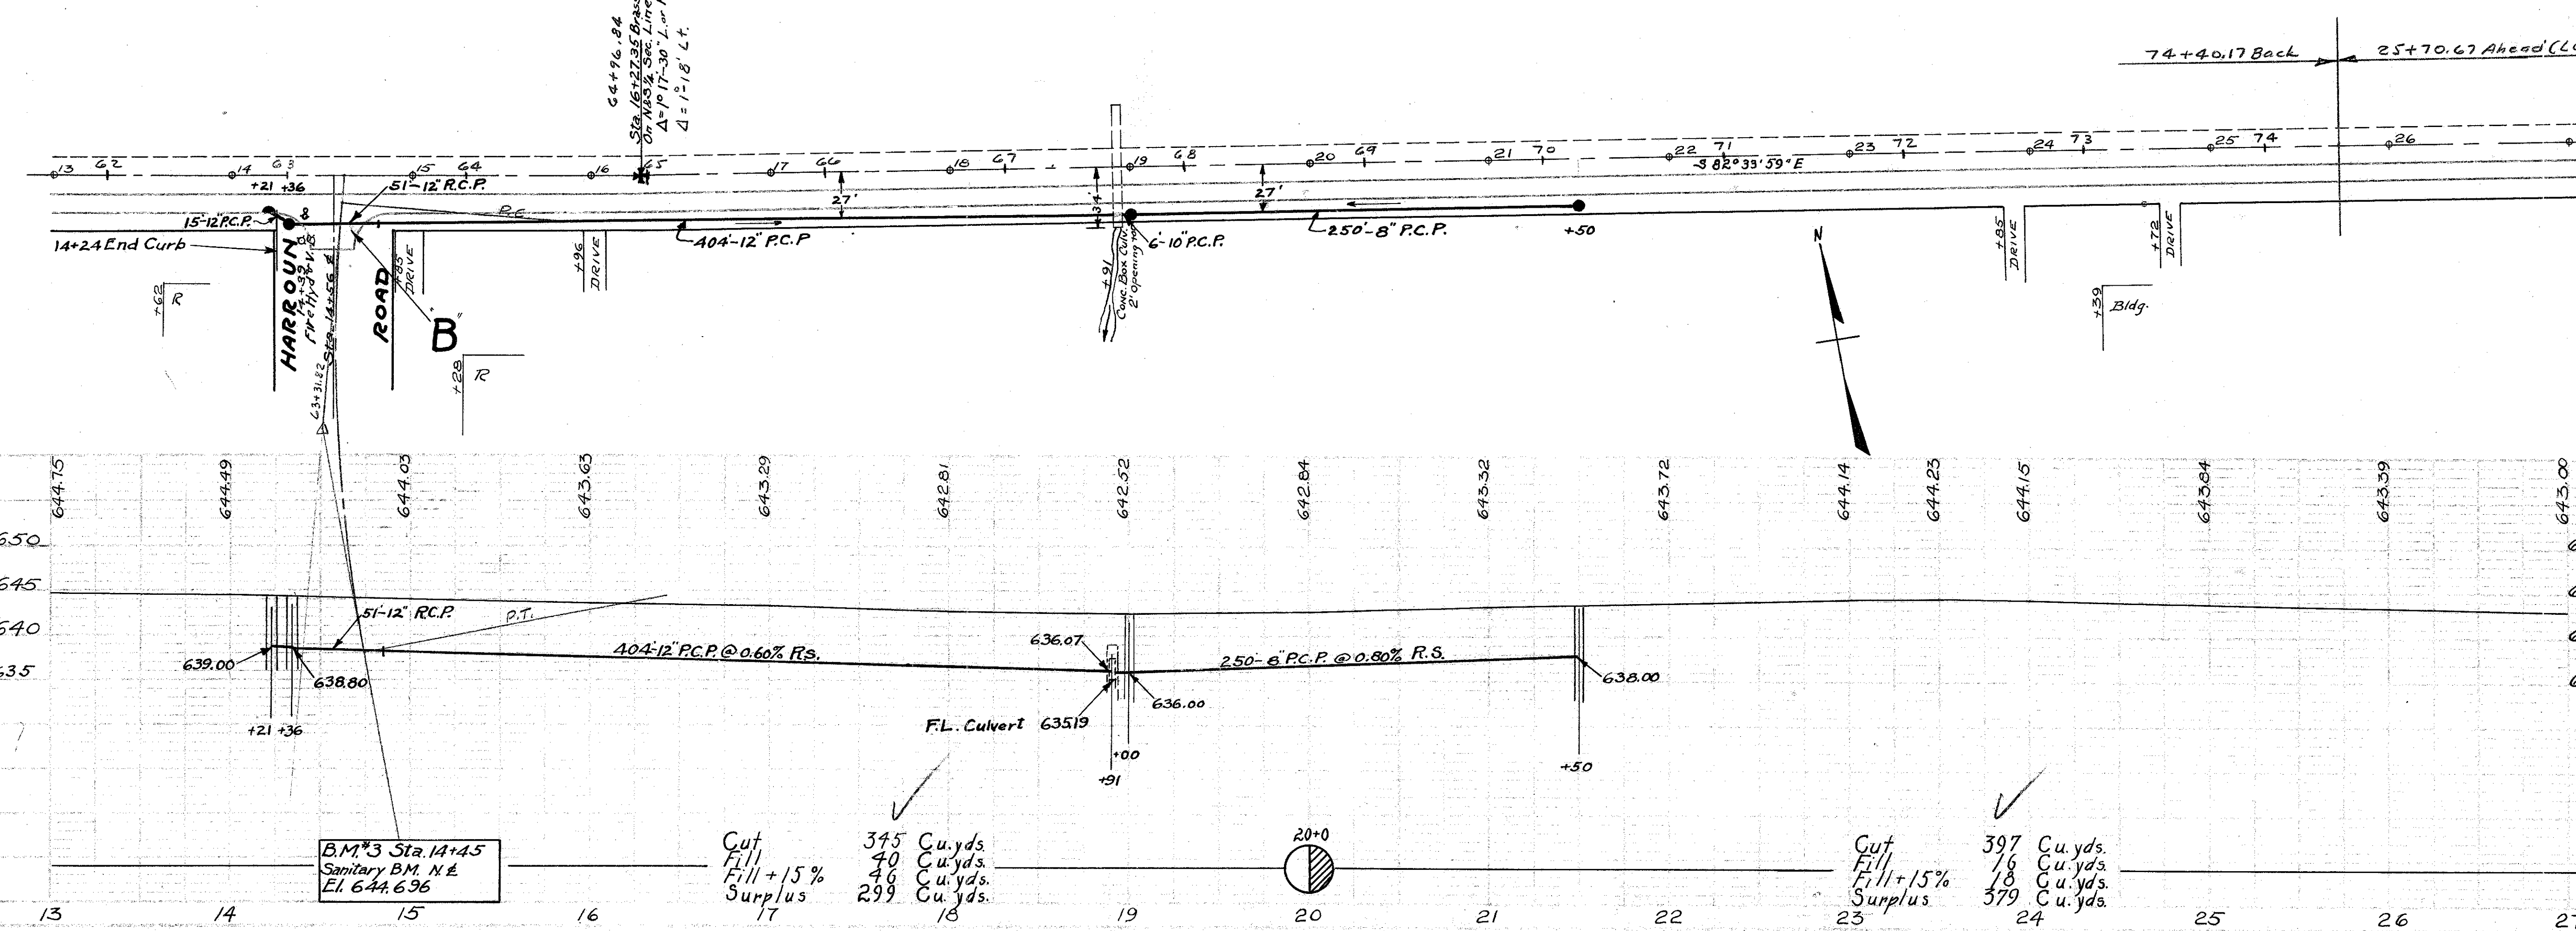 64+96.84
Sta. 16+27.35 Brass
On N&S ¼ Sec. Line
Δ=1°17'-30" L. or
Δ=1°-18' Lt.
74+40.17 Back
25+70.67 Ahead
13 62 14 63 15 64 16 65 17 66 18 67 19 68 20 69 21 70 22 71 23 72 24 73 25 74 26
S 82°33'59" E
+21 +36
51'-12" R.C.P.
15'-12" P.C.P.
P.C.
27'
34'
27'
14+24 End Curb
404'-12" P.C.P
6'-10" P.C.P.
250'-8" P.C.P.
+50
HARROUN
ROAD
14+39
Fire Hyd.
Sta. 14+56 ℄
63+31.82
+85
DRIVE
+96
DRIVE
+91
Conc. Box Culv.
2' Opening
+85
DRIVE
+72
DRIVE
+62 R
"B"
+28 R
N
+39 Bldg.
644.75 644.49 644.03 643.63 643.29 642.81 642.52 642.84 643.32 643.72 644.14 644.23 644.15 643.84 643.39 643.00
650
645
640
635
51'-12" R.C.P.
P.T.
404'-12" P.C.P. @ 0.60% R.S.
636.07
250'-8" P.C.P. @ 0.80% R.S.
639.00
638.80
638.00
636.00
F.L. Culvert 635.19
+21 +36
+00
+91
+50
B.M.#3 Sta. 14+45
Sanitary B.M. N ℄
El. 644.696
Cut 345 Cu.yds.
Fill 40 Cu.yds.
Fill+15% 46 Cu.yds.
Surplus 299 Cu.yds.
20+0
Cut 397 Cu.yds.
Fill 16 Cu.yds.
Fill+15% 18 Cu.yds.
Surplus 379 Cu.yds.
13 14 15 16 17 18 19 20 21 22 23 24 25 26